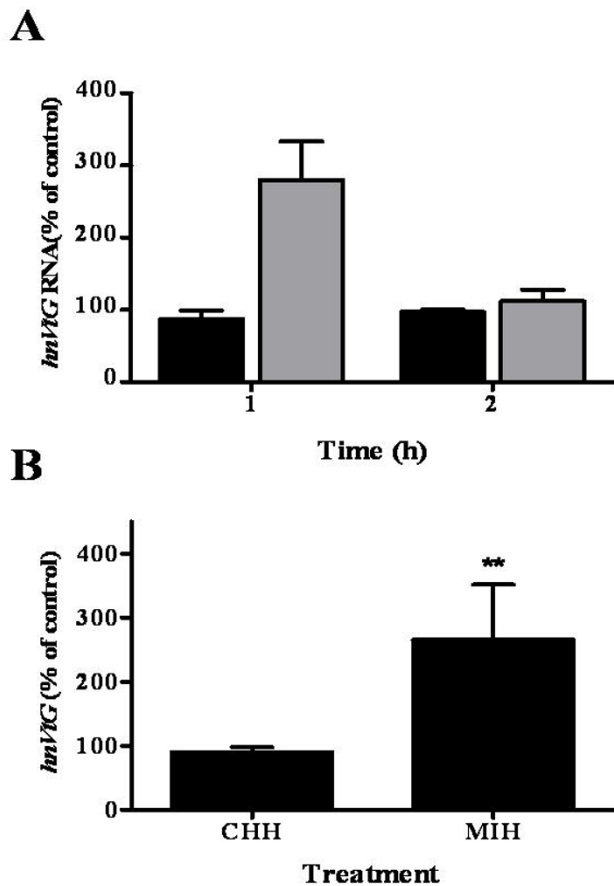 A
hnVtG RNA(% of control)
400
300
200
100
0
1
2
Time (h)
B
hnVtG (% of control)
400
300
200
100
0
**
CHH
MIH
Treatment